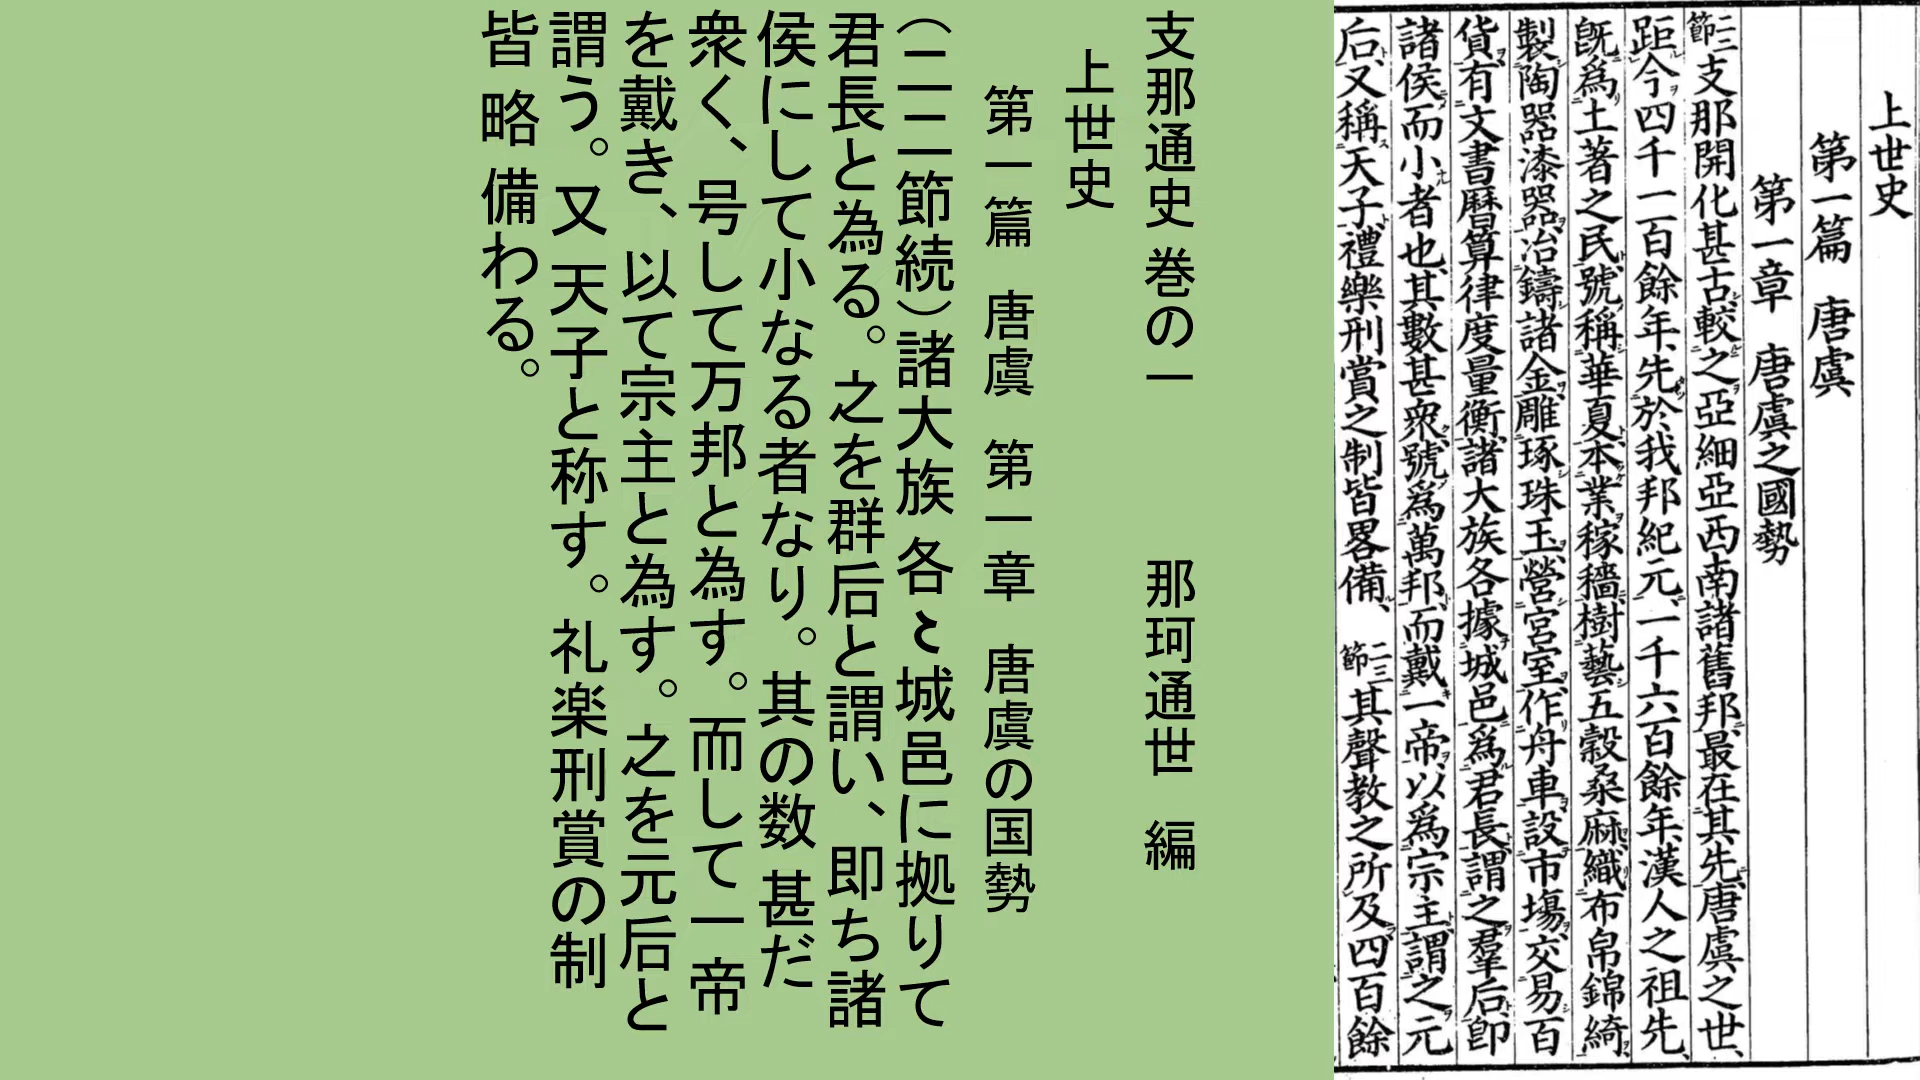 上世史
第一篇 唐虞
第一章 唐虞之國勢
二二節 支那開化甚古、較之亞細亞西南諸舊邦、最在其先、唐虞之世、
距今四千一百餘年、先於我邦紀元、一千六百餘年、漢人之祖先、
旣爲土著之民、號稱華夏、本業稼穡、樹藝五穀桑麻、織布帛錦綺、
製陶器漆器、冶鑄諸金、雕琢珠玉、營宮室、作舟車、設市場、交易百
貨、有文書曆算律度量衡、諸大族各據城邑、爲君長、謂之羣后、卽
諸侯而小者也、其數甚衆、號爲萬邦、而戴一帝、以爲宗主、謂之元
后、又稱天子、禮樂刑賞之制、皆畧備、二三節 其聲敎之所及、四百餘
支那通史 巻の一 那珂通世 編
上世史
第一篇 唐虞 第一章 唐虞の国勢
（二二節続）諸大族 各〻城邑に拠りて
君長と為る。之を群后と謂い、即ち諸
侯にして小なる者なり。其の数 甚だ
衆く、号して万邦と為す。而して一帝
を戴き、以て宗主と為す。之を元后と
謂う。又 天子と称す。礼楽刑賞の制
皆 略 備わる。